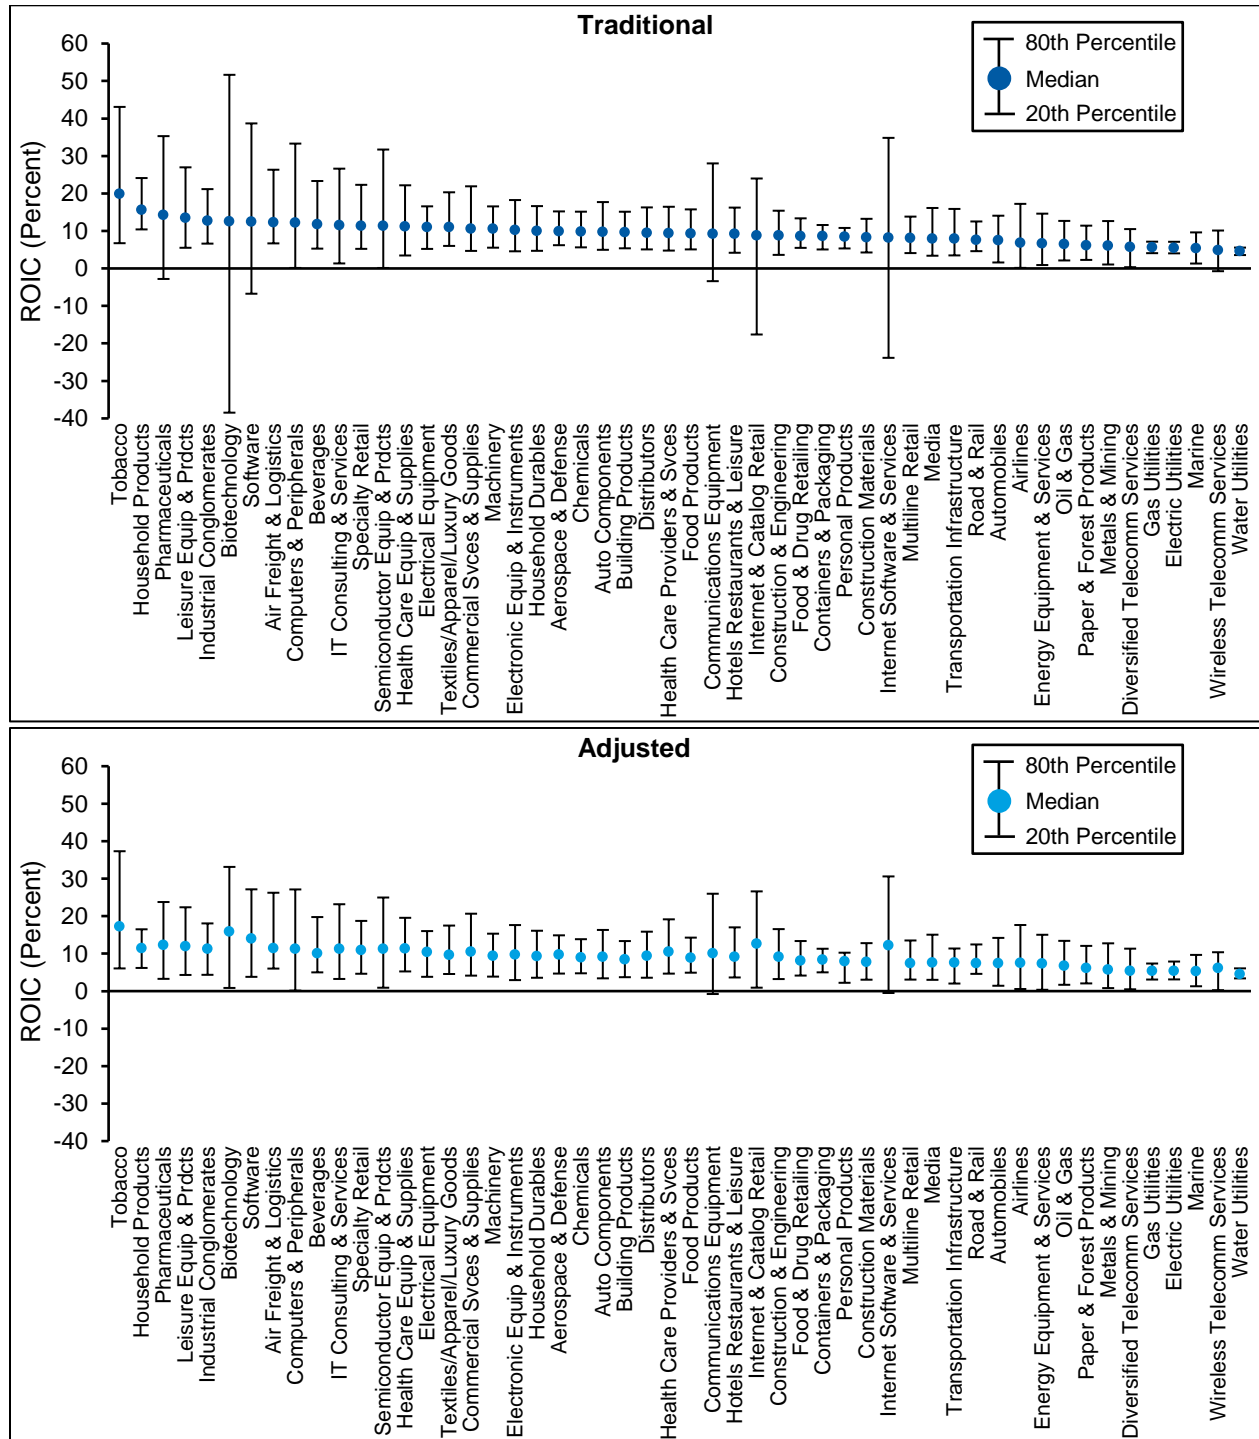 Traditional
80th Percentile
Median
20th Percentile
ROIC (Percent)
60
50
40
30
20
10
0
-10
-20
-30
-40
Tobacco
Household Products
Pharmaceuticals
Leisure Equip & Prdcts
Industrial Conglomerates
Biotechnology
Software
Air Freight & Logistics
Computers & Peripherals
Beverages
IT Consulting & Services
Specialty Retail
Semiconductor Equip & Prdcts
Health Care Equip & Supplies
Electrical Equipment
Textiles/Apparel/Luxury Goods
Commercial Svces & Supplies
Machinery
Electronic Equip & Instruments
Household Durables
Aerospace & Defense
Chemicals
Auto Components
Building Products
Distributors
Health Care Providers & Svces
Food Products
Communications Equipment
Hotels Restaurants & Leisure
Internet & Catalog Retail
Construction & Engineering
Food & Drug Retailing
Containers & Packaging
Personal Products
Construction Materials
Internet Software & Services
Multiline Retail
Media
Transportation Infrastructure
Road & Rail
Automobiles
Airlines
Energy Equipment & Services
Oil & Gas
Paper & Forest Products
Metals & Mining
Diversified Telecomm Services
Gas Utilities
Electric Utilities
Marine
Wireless Telecomm Services
Water Utilities
Adjusted
80th Percentile
Median
20th Percentile
ROIC (Percent)
60
50
40
30
20
10
0
-10
-20
-30
-40
Tobacco
Household Products
Pharmaceuticals
Leisure Equip & Prdcts
Industrial Conglomerates
Biotechnology
Software
Air Freight & Logistics
Computers & Peripherals
Beverages
IT Consulting & Services
Specialty Retail
Semiconductor Equip & Prdcts
Health Care Equip & Supplies
Electrical Equipment
Textiles/Apparel/Luxury Goods
Commercial Svces & Supplies
Machinery
Electronic Equip & Instruments
Household Durables
Aerospace & Defense
Chemicals
Auto Components
Building Products
Distributors
Health Care Providers & Svces
Food Products
Communications Equipment
Hotels Restaurants & Leisure
Internet & Catalog Retail
Construction & Engineering
Food & Drug Retailing
Containers & Packaging
Personal Products
Construction Materials
Internet Software & Services
Multiline Retail
Media
Transportation Infrastructure
Road & Rail
Automobiles
Airlines
Energy Equipment & Services
Oil & Gas
Paper & Forest Products
Metals & Mining
Diversified Telecomm Services
Gas Utilities
Electric Utilities
Marine
Wireless Telecomm Services
Water Utilities